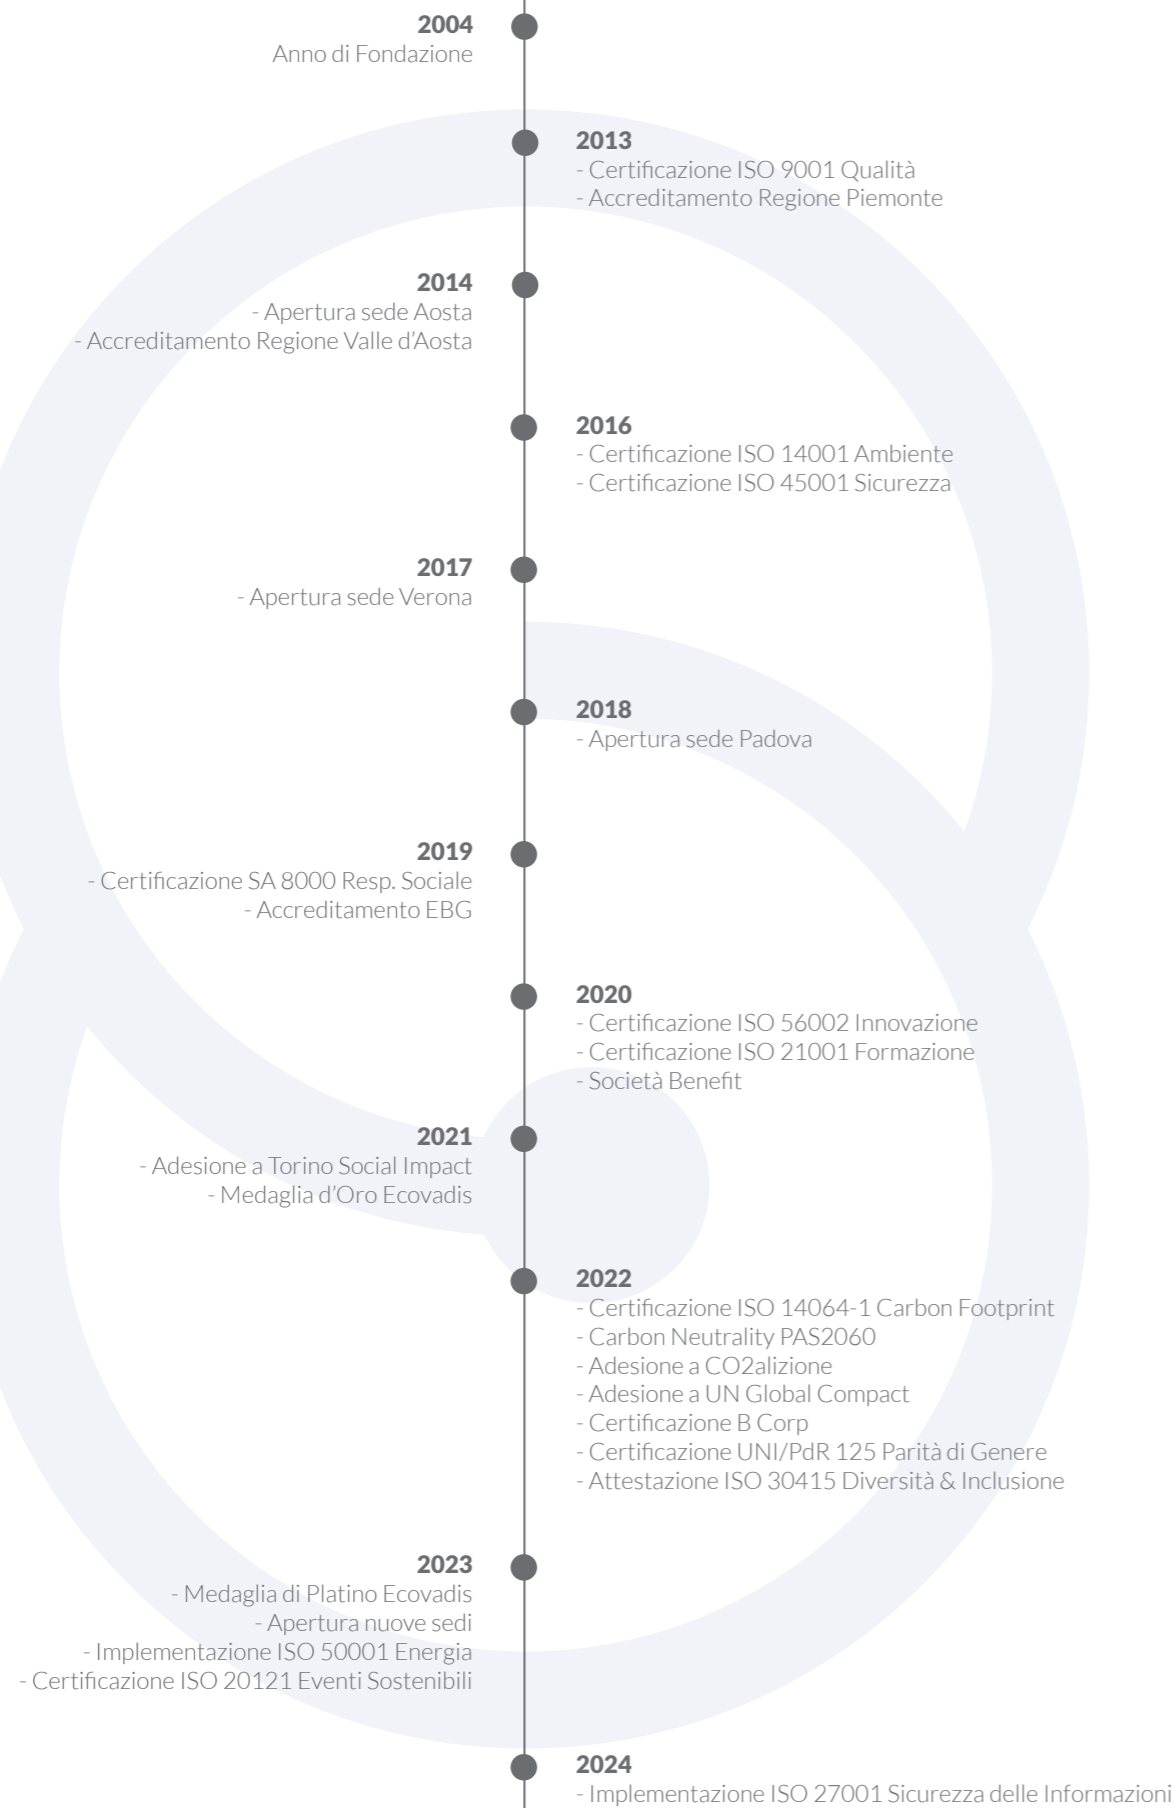 2004
Anno di Fondazione
2013
- Certificazione ISO 9001 Qualità
- Accreditamento Regione Piemonte
2014
- Apertura sede Aosta
- Accreditamento Regione Valle d’Aosta
2016
- Certificazione ISO 14001 Ambiente
- Certificazione ISO 45001 Sicurezza
2017
- Apertura sede Verona
2018
- Apertura sede Padova
2019
- Certificazione SA 8000 Resp. Sociale
- Accreditamento EBG
2020
- Certificazione ISO 56002 Innovazione
- Certificazione ISO 21001 Formazione
- Società Benefit
2021
- Adesione a Torino Social Impact
- Medaglia d’Oro Ecovadis
2022
- Certificazione ISO 14064-1 Carbon Footprint
- Carbon Neutrality PAS2060
- Adesione a CO2alizione
- Adesione a UN Global Compact
- Certificazione B Corp
- Certificazione UNI/PdR 125 Parità di Genere
- Attestazione ISO 30415 Diversità & Inclusione
2023
- Medaglia di Platino Ecovadis
- Apertura nuove sedi
- Implementazione ISO 50001 Energia
- Certificazione ISO 20121 Eventi Sostenibili
2024
- Implementazione ISO 27001 Sicurezza delle Informazioni